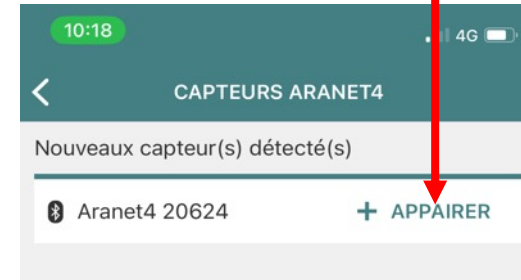 10:18
4G
CAPTEURS ARANET4
Nouveaux capteur(s) détecté(s)
Aranet4 20624 + APPAIRER